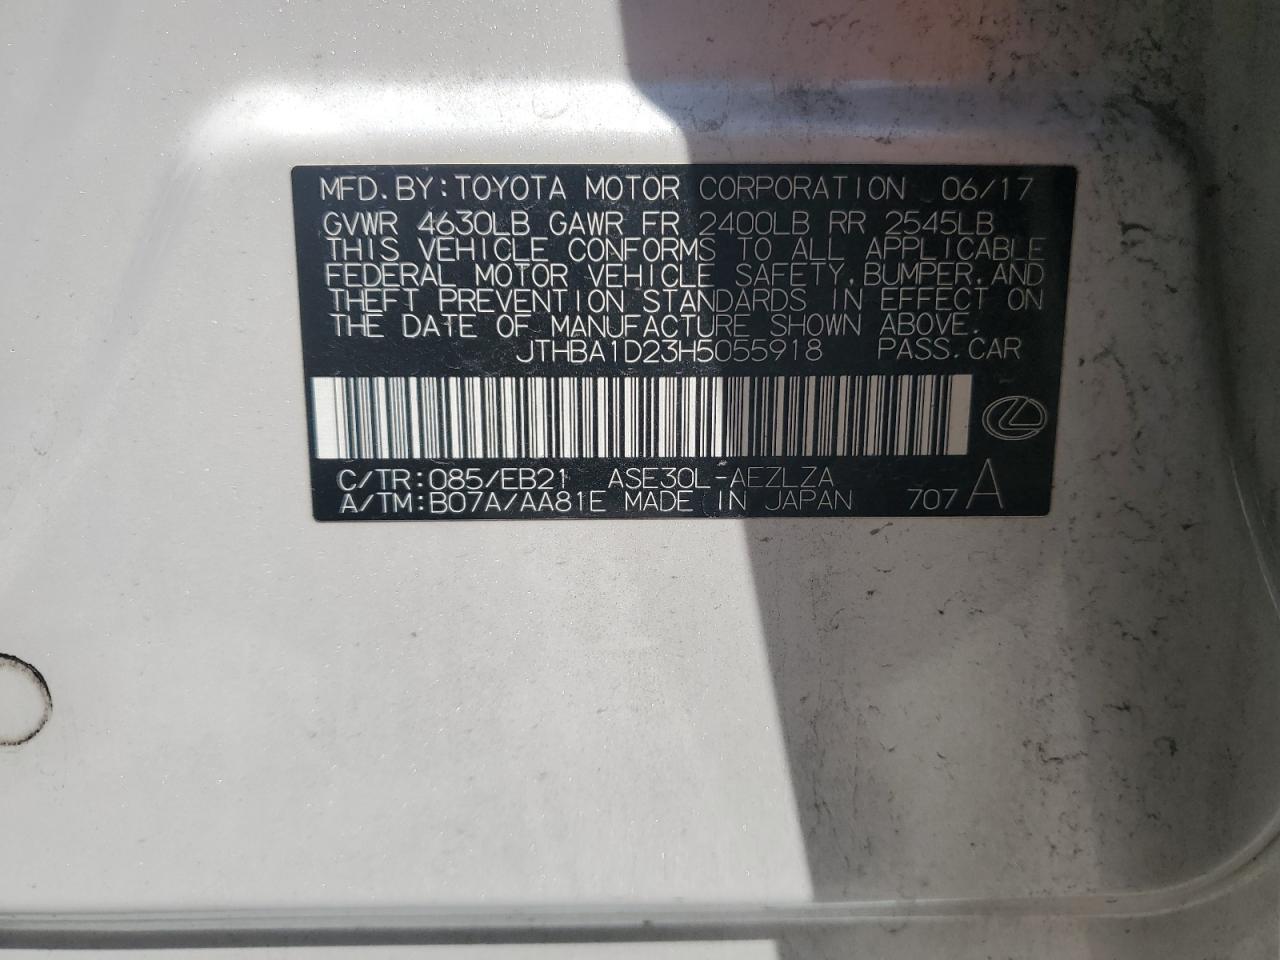 MFD.BY:TOYOTA MOTOR CORPORATION 06/17
GVWR 4630LB GAWR FR 2400LB RR 2545LB
THIS VEHICLE CONFORMS TO ALL APPLICABLE
FEDERAL MOTOR VEHICLE SAFETY,BUMPER,AND
THEFT PREVENTION STANDARDS IN EFFECT ON
THE DATE OF MANUFACTURE SHOWN ABOVE.
JTHBA1D23H5055918 PASS.CAR
C/TR:085/EB21 ASE30L-AEZLZA
A/TM:B07A/AA81E MADE IN JAPAN 707 A